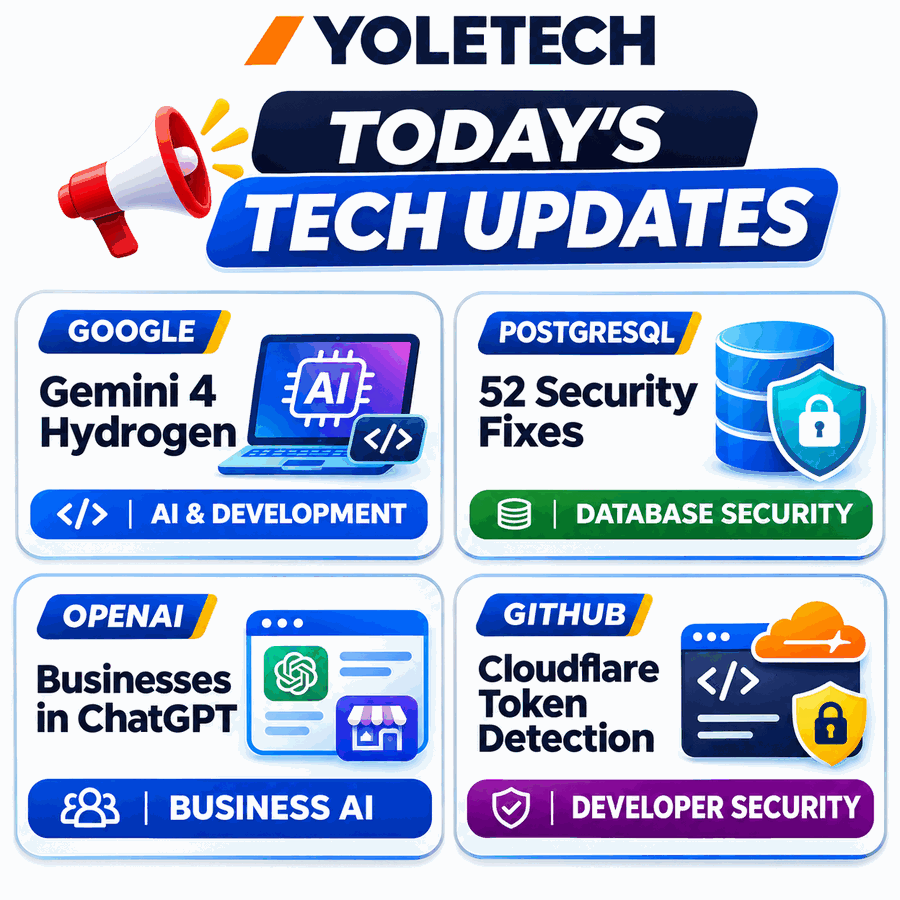 YOLETECH
TODAY'S
TECH UPDATES
GOOGLE
Gemini 4
Hydrogen
AI
</>
</> | AI & DEVELOPMENT
POSTGRESQL
52 Security
Fixes
DATABASE SECURITY
OPENAI
Businesses
in ChatGPT
BUSINESS AI
GITHUB
Cloudflare
Token
Detection
</>
DEVELOPER SECURITY